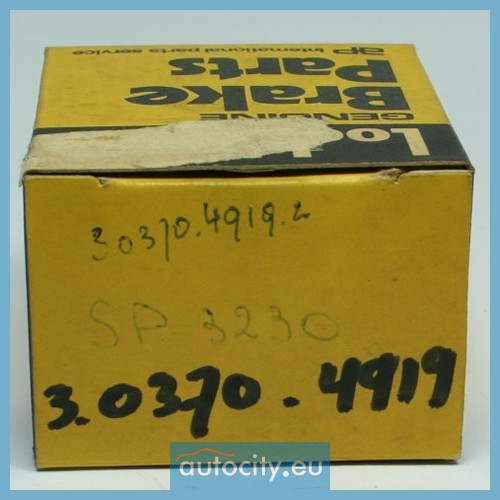 ap international parts service
Parts
Brake
GENUINE
3 0370.4919.2
SP 3230
3.0370.4919
autocity.eu